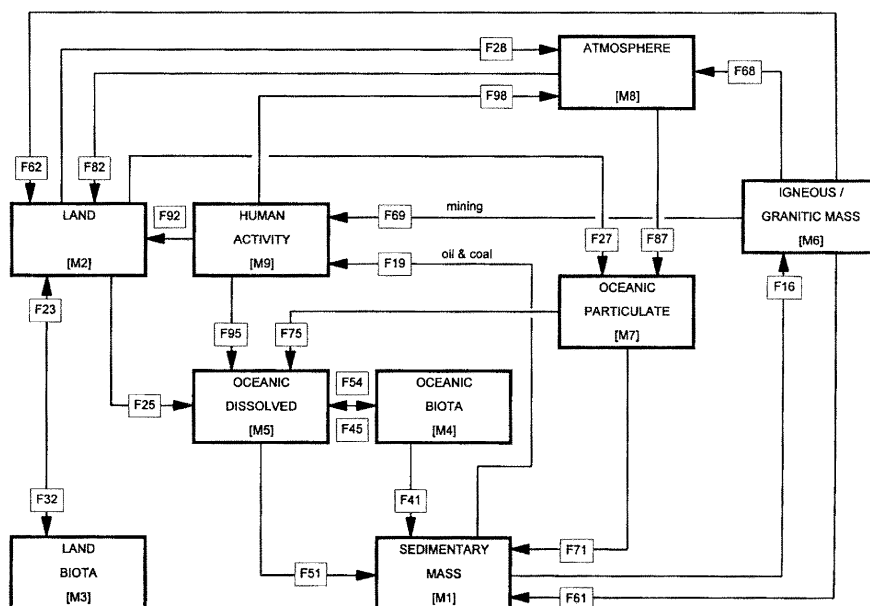 F28
ATMOSPHERE
[M8]
F68
F98
F62
F82
LAND
[M2]
F92
HUMAN
ACTIVITY
[M9]
F69
mining
IGNEOUS /
GRANITIC MASS
[M6]
F19
oil & coal
F27
F87
F23
OCEANIC
PARTICULATE
[M7]
F16
F95
F75
F25
OCEANIC
DISSOLVED
[M5]
F54
F45
OCEANIC
BIOTA
[M4]
F32
F41
LAND
BIOTA
[M3]
F51
SEDIMENTARY
MASS
[M1]
F71
F61